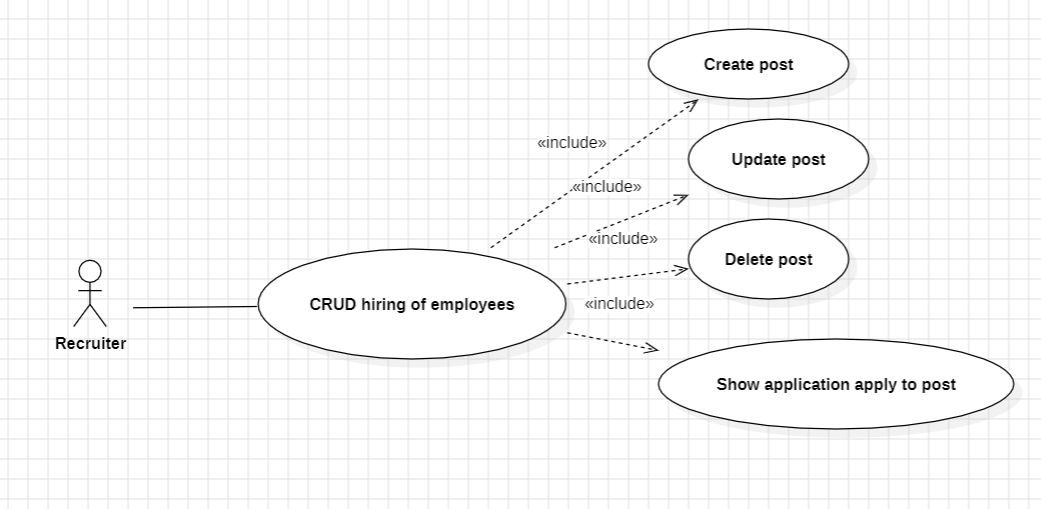 Create post
«include»
Update post
«include»
«include»
Delete post
CRUD hiring of employees
«include»
Recruiter
Show application apply to post